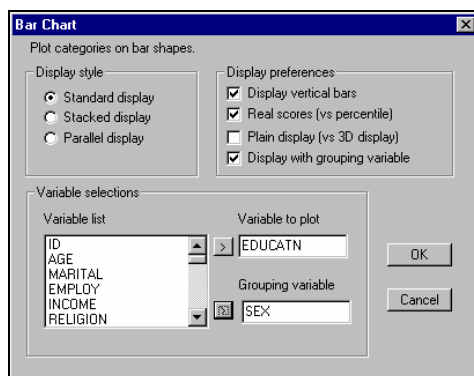 Bar Chart
Plot categories on bar shapes.
Display style
Standard display
Stacked display
Parallel display
Display preferences
Display vertical bars
Real scores (vs percentile)
Plain display (vs 3D display)
Display with grouping variable
Variable selections
Variable list
ID
AGE
MARITAL
EMPLOY
INCOME
RELIGION
>
Variable to plot
EDUCATN
Grouping variable
SEX
OK
Cancel